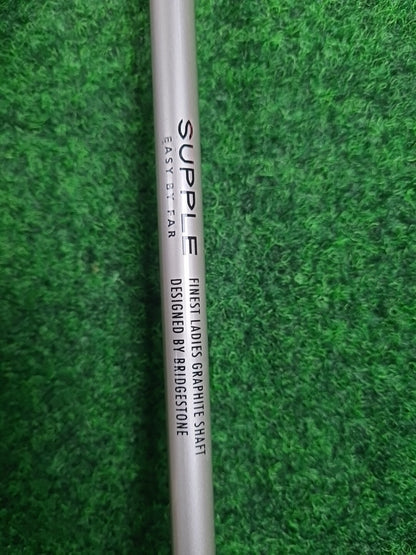 SUPPLE
EASY BY FAR
FINEST LADIES GRAPHITE SHAFT
DESIGNED BY BRIDGESTONE